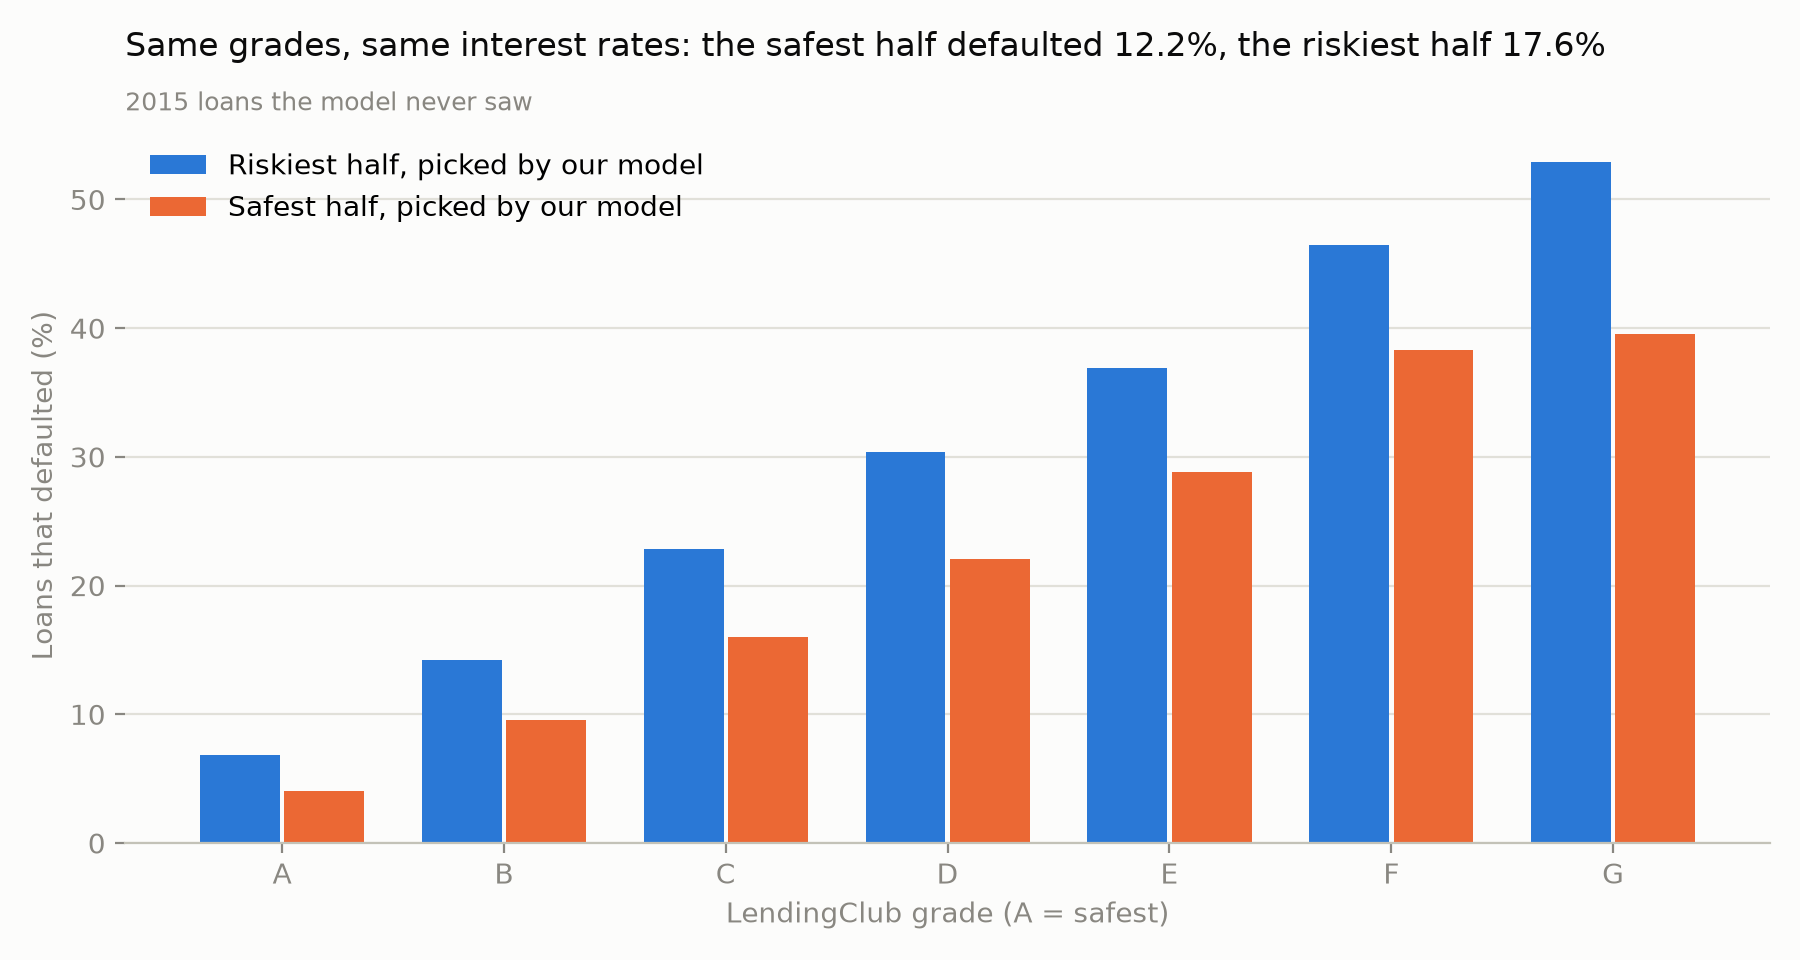 Same grades, same interest rates: the safest half defaulted 12.2%, the riskiest half 17.6%
2015 loans the model never saw
Riskiest half, picked by our model
Safest half, picked by our model
Loans that defaulted (%)
50
40
30
20
10
0
A B C D E F G
LendingClub grade (A = safest)